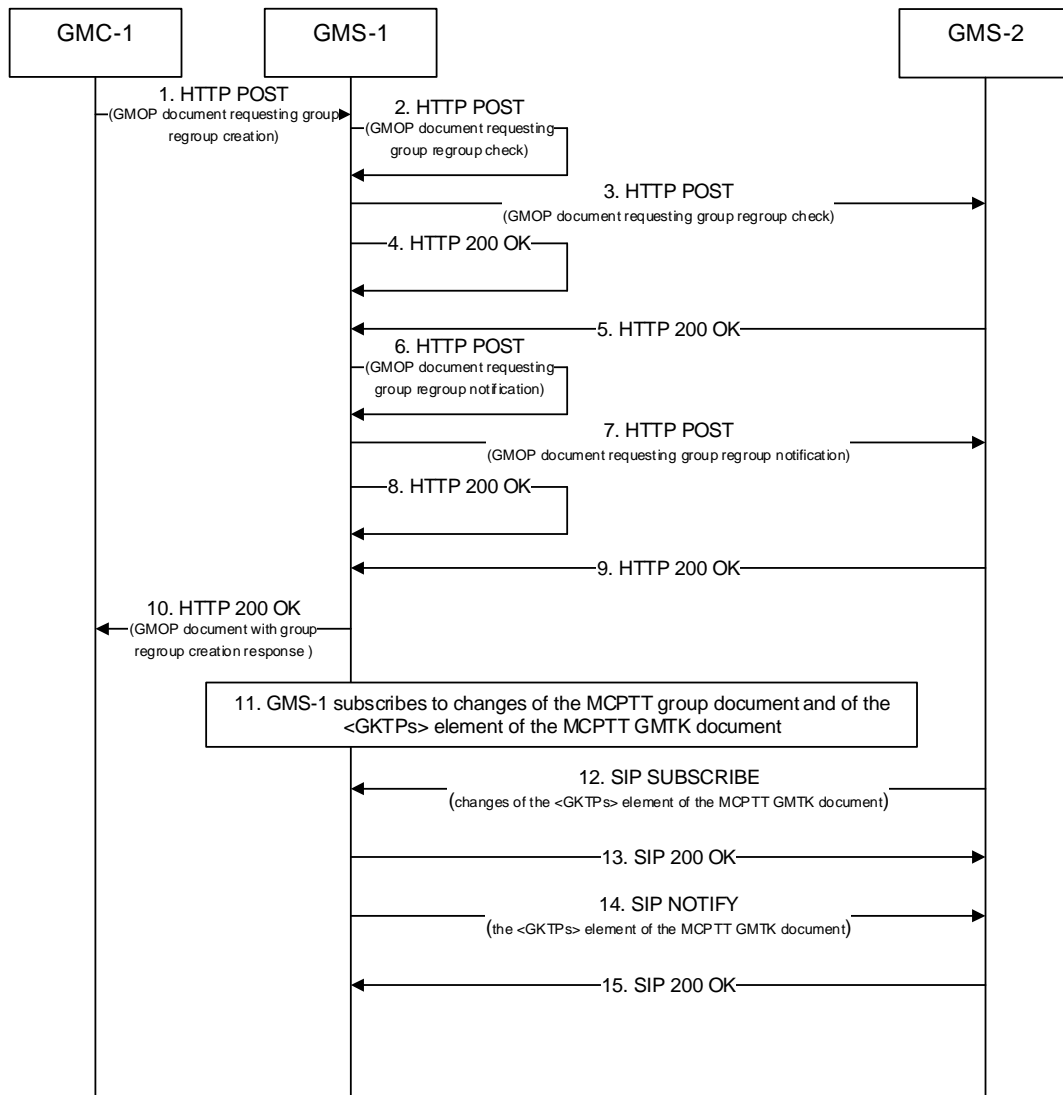 GMC-1
GMS-1
GMS-2
1. HTTP POST
(GMOP document requesting group
regroup creation)
2. HTTP POST
(GMOP document requesting
group regroup check)
3. HTTP POST
(GMOP document requesting group regroup check)
4. HTTP 200 OK
5. HTTP 200 OK
6. HTTP POST
(GMOP document requesting
group regroup notification)
7. HTTP POST
(GMOP document requesting group regroup notification)
8. HTTP 200 OK
9. HTTP 200 OK
10. HTTP 200 OK
(GMOP document with group
regroup creation response )
11. GMS-1 subscribes to changes of the MCPTT group document and of the
<GKTPs> element of the MCPTT GMTK document
12. SIP SUBSCRIBE
(changes of the <GKTPs> element of the MCPTT GMTK document)
13. SIP 200 OK
14. SIP NOTIFY
(the <GKTPs> element of the MCPTT GMTK document)
15. SIP 200 OK